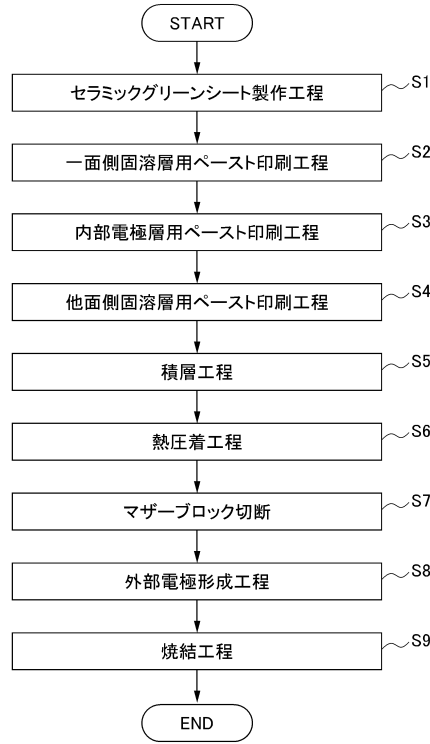 START
セラミックグリーンシート製作工程
S1
一面側固溶層用ペースト印刷工程
S2
内部電極層用ペースト印刷工程
S3
他面側固溶層用ペースト印刷工程
S4
積層工程
S5
熱圧着工程
S6
マザーブロック切断
S7
外部電極形成工程
S8
焼結工程
S9
END